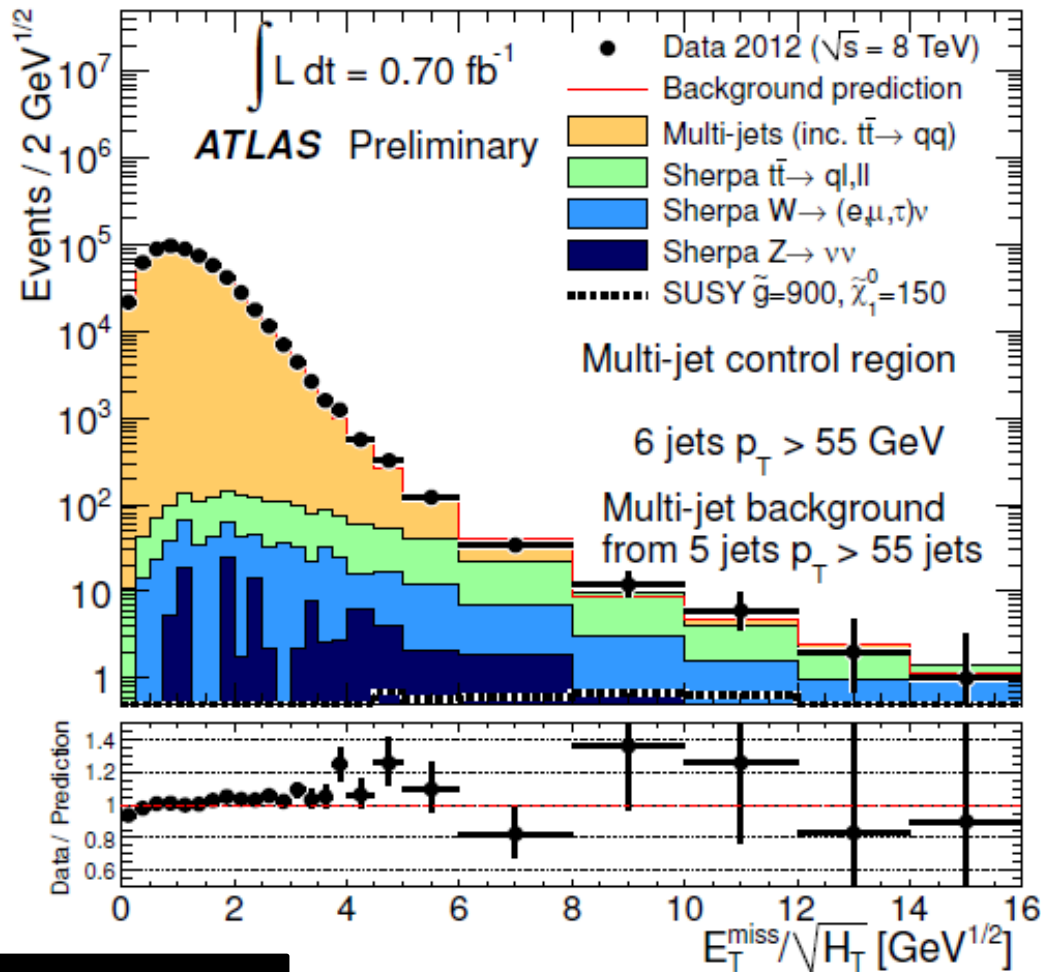 ∫ L dt = 0.70 fb⁻¹
ATLAS Preliminary
Data 2012 (√s = 8 TeV)
Background prediction
Multi-jets (inc. tt̄→ qq)
Sherpa tt̄→ ql,ll
Sherpa W→ (e,μ,τ)ν
Sherpa Z→ νν
SUSY g̃=900, χ̃₁⁰=150
Multi-jet control region
6 jets p_T > 55 GeV
Multi-jet background
from 5 jets p_T > 55 jets
Events / 2 GeV^1/2
10⁷
10⁶
10⁵
10⁴
10³
10²
10
1
Data / Prediction
1.4
1.2
1
0.8
0.6
0 2 4 6 8 10 12 14 16
E_T^miss/√H_T [GeV^1/2]